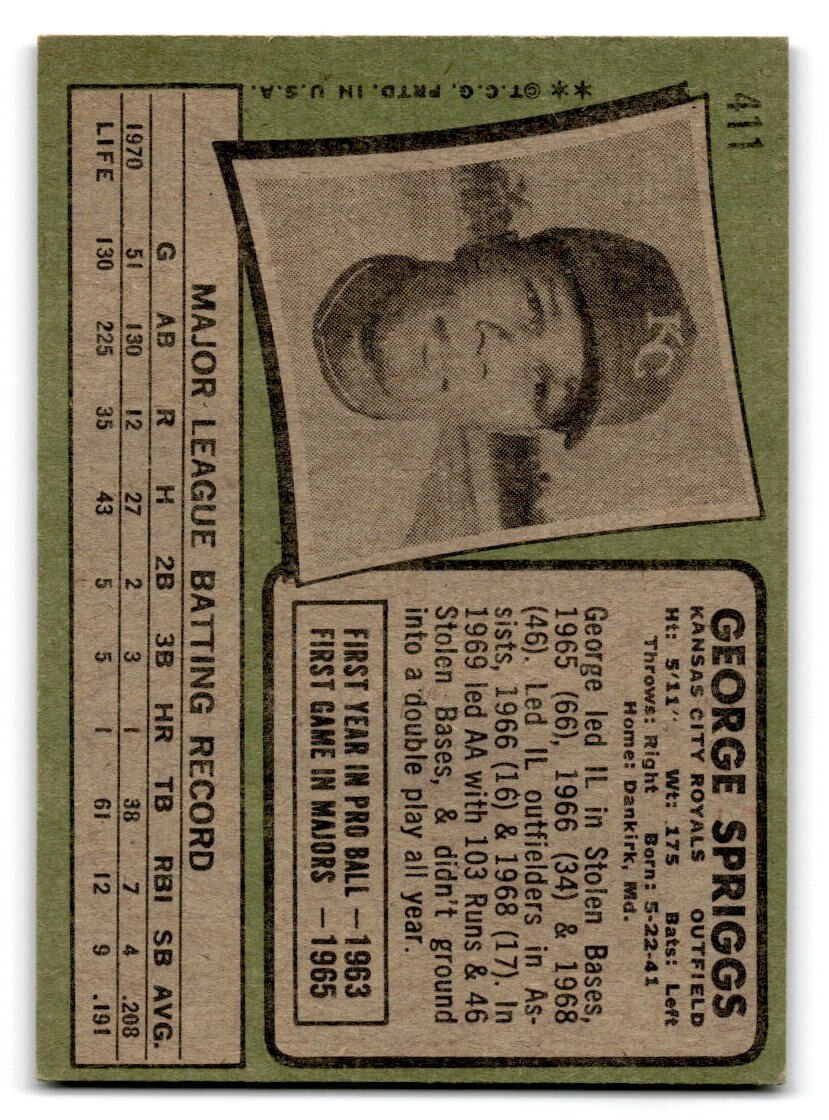 411
**©T.C.G. PRTD. IN U.S.A.
KC
GEORGE SPRIGGS
KANSAS CITY ROYALS OUTFIELD
Ht: 5'11" Wt: 175 Bats: Left
Throws: Right Born: 5-22-41
Home: Dankirk, Md.
George led IL in Stolen Bases,
1965 (66), 1966 (34) & 1968
(46). Led IL outfielders in As-
sists, 1966 (16) & 1968 (17). In
1969 led AA with 103 Runs & 46
Stolen Bases, & didn't ground
into a double play all year.
FIRST YEAR IN PRO BALL —1963
FIRST GAME IN MAJORS —1965
MAJOR LEAGUE BATTING RECORD
G AB R H 2B 3B HR TB RBI SB AVG.
1970 51 130 12 27 2 3 1 38 7 4 .208
LIFE 130 225 35 43 5 5 1 61 12 9 .191